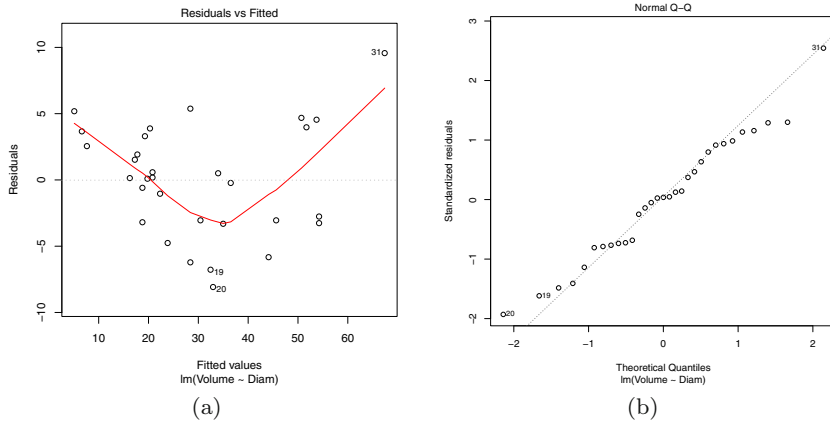 Residuals vs Fitted
Residuals
10
5
0
−5
−10
31
19
20
10 20 30 40 50 60
Fitted values
lm(Volume ~ Diam)
(a)
Normal Q−Q
Standardized residuals
3
2
1
0
−1
−2
31
19
20
−2 −1 0 1 2
Theoretical Quantiles
lm(Volume ~ Diam)
(b)